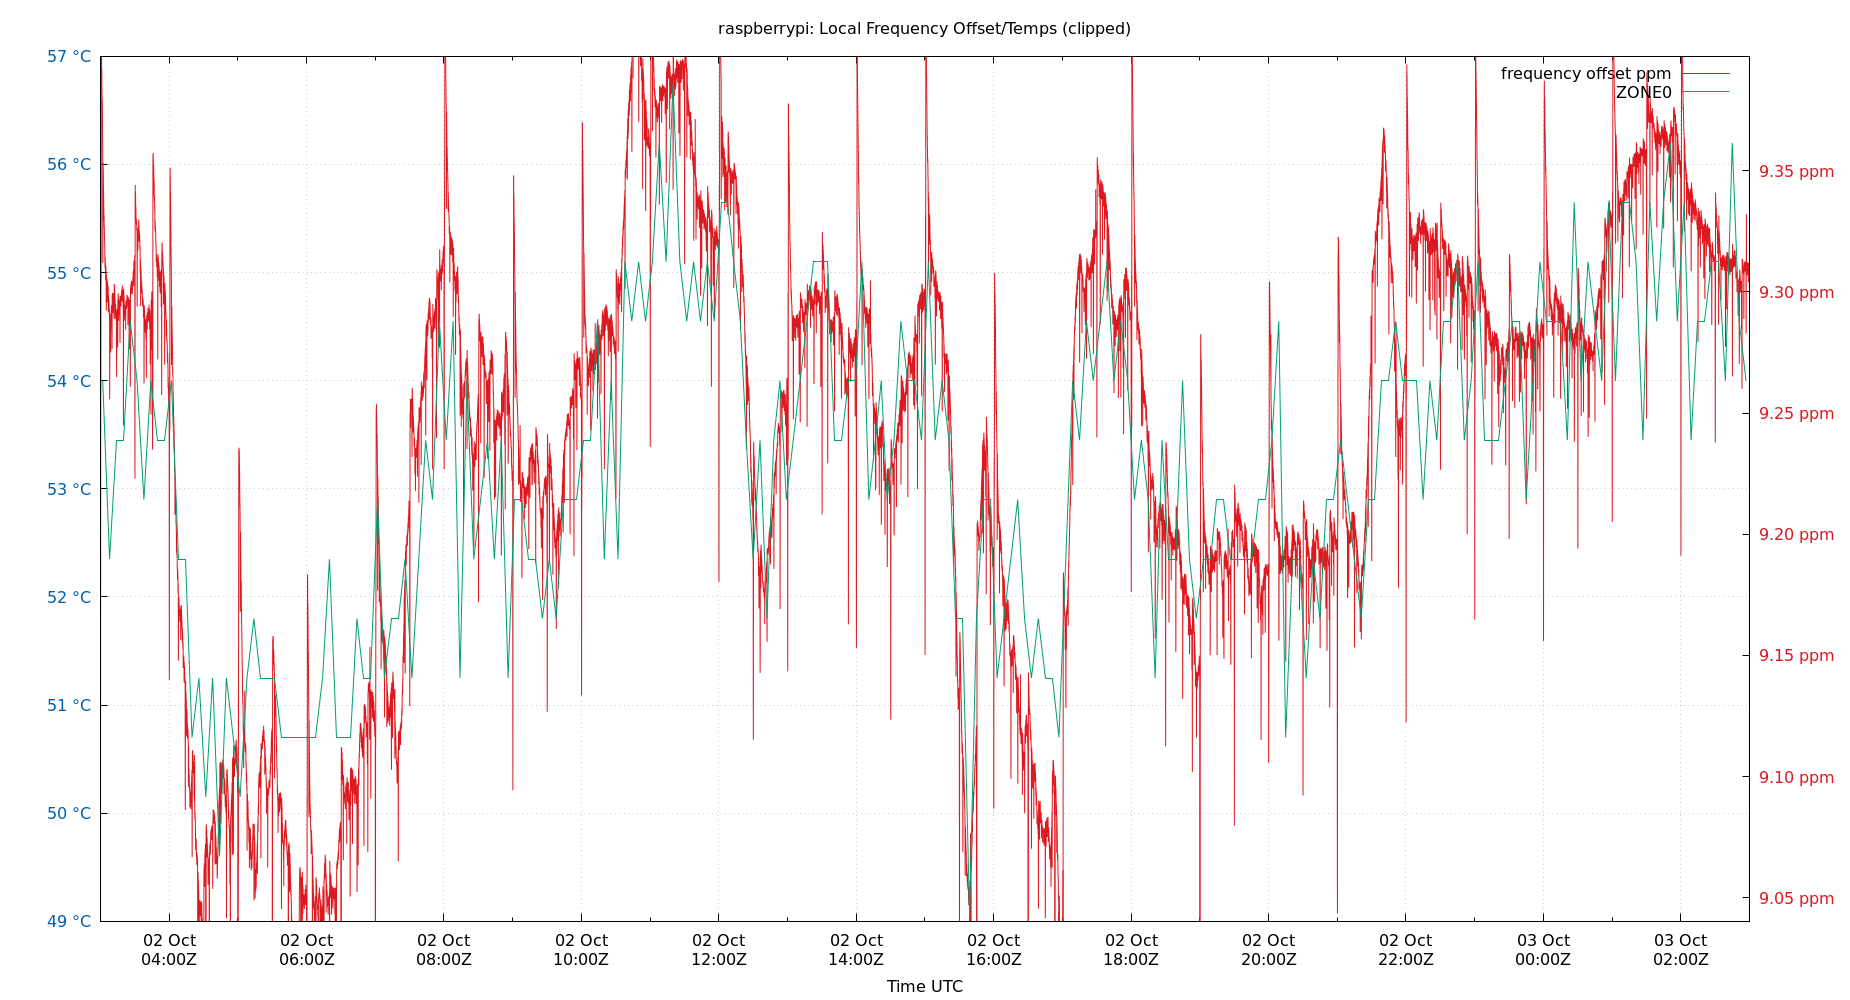 raspberrypi: Local Frequency Offset/Temps (clipped)
57 °C
56 °C
55 °C
54 °C
53 °C
52 °C
51 °C
50 °C
49 °C
frequency offset ppm
ZONE0
9.35 ppm
9.30 ppm
9.25 ppm
9.20 ppm
9.15 ppm
9.10 ppm
9.05 ppm
02 Oct 02 Oct 02 Oct 02 Oct 02 Oct 02 Oct 02 Oct 02 Oct 02 Oct 02 Oct 03 Oct 03 Oct
04:00Z 06:00Z 08:00Z 10:00Z 12:00Z 14:00Z 16:00Z 18:00Z 20:00Z 22:00Z 00:00Z 02:00Z
Time UTC